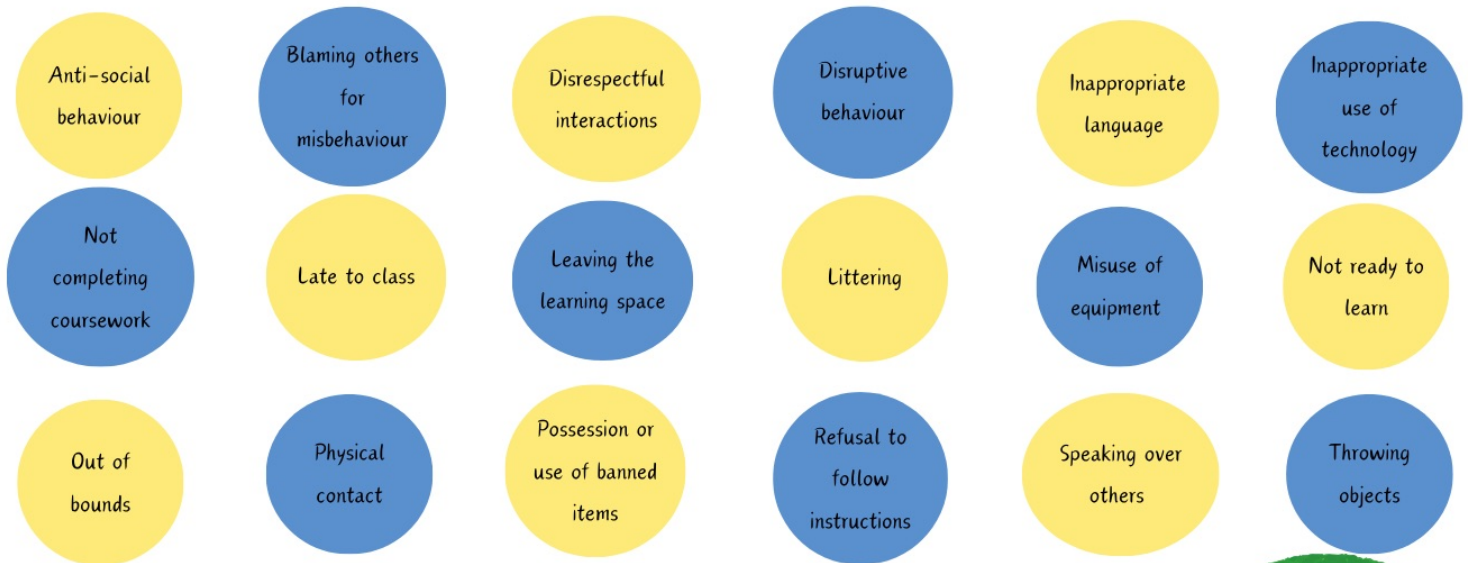 Anti-social
behaviour
Blaming others
for
misbehaviour
Disrespectful
interactions
Disruptive
behaviour
Inappropriate
language
Inappropriate
use of
technology
Not
completing
coursework
Late to class
Leaving the
learning space
Littering
Misuse of
equipment
Not ready to
learn
Out of
bounds
Physical
contact
Possession or
use of banned
items
Refusal to
follow
instructions
Speaking over
others
Throwing
objects